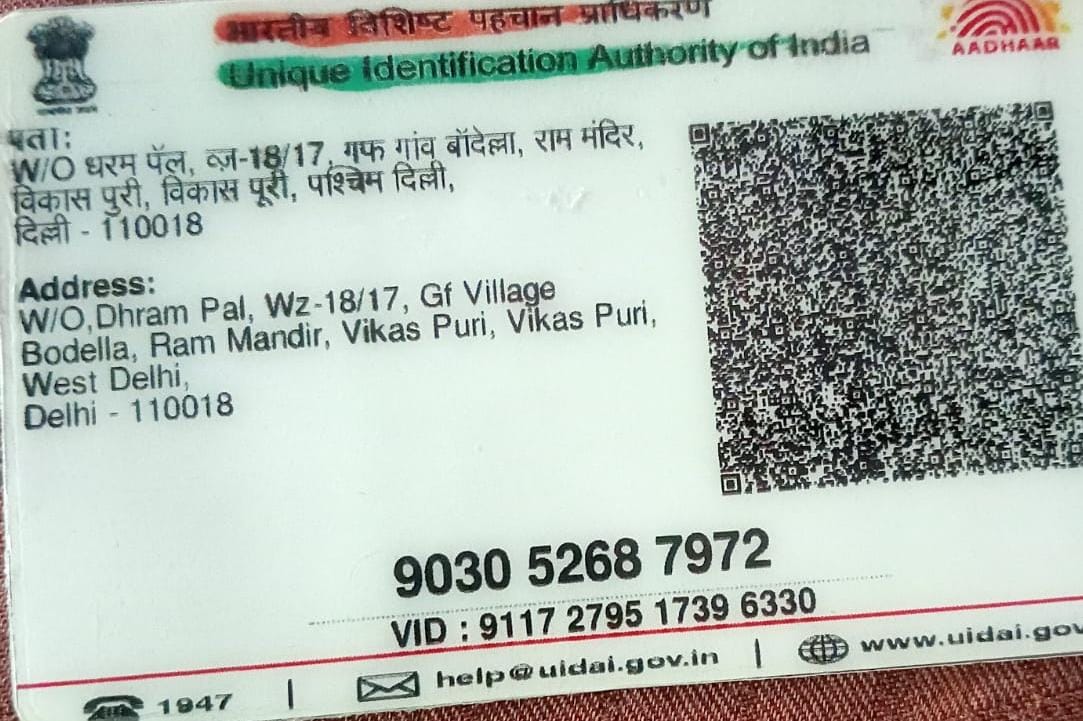 भारतीय विशिष्ट पहचान प्राधिकरण
Unique Identification Authority of India
AADHAAR
पता:
W/O धरम पॅल, व्ज़-18/17, गफ गांव बॉदेल्ला, राम मंदिर,
विकास पुरी, विकास पूरी, पश्चिम दिल्ली,
दिल्ली - 110018
Address:
W/O,Dhram Pal, Wz-18/17, Gf Village
Bodella, Ram Mandir, Vikas Puri, Vikas Puri,
West Delhi,
Delhi - 110018
9030 5268 7972
VID : 9117 2795 1739 6330
1947 | help@uidai.gov.in | www.uidai.gov